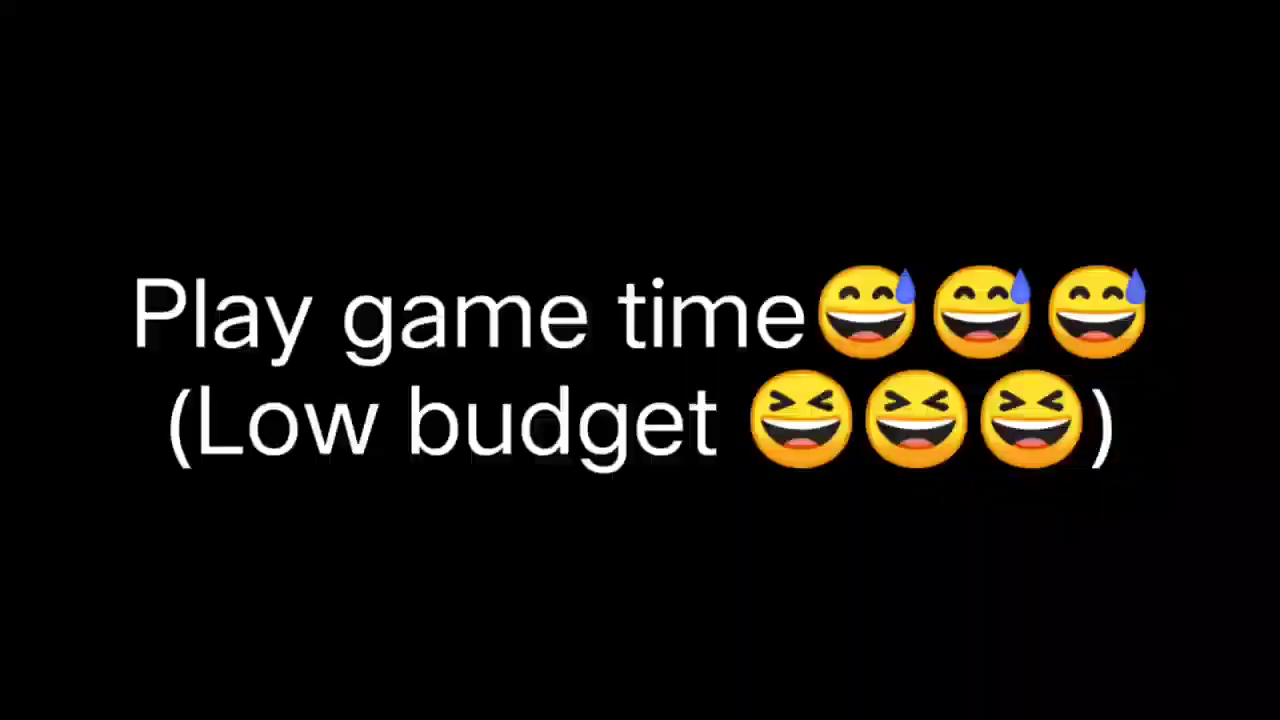 Play game time😅😅😅
(Low budget 😆😆😆)